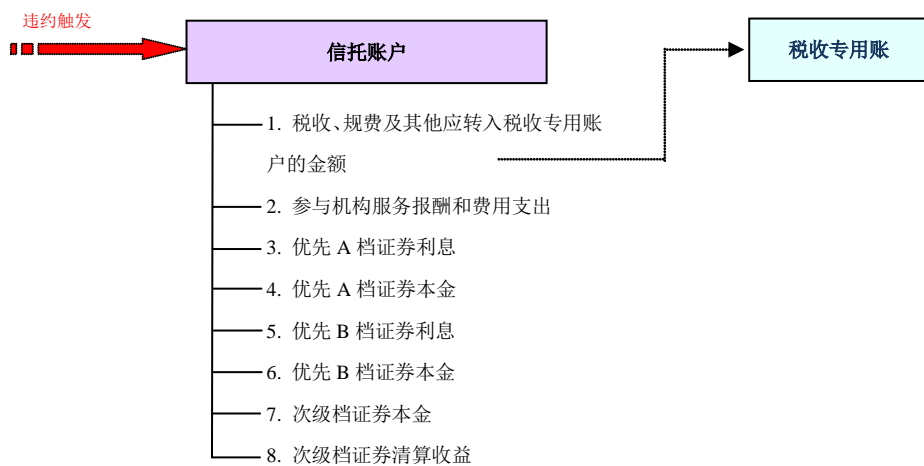 违约触发
信托账户
税收专用账
1. 税收、规费及其他应转入税收专用账
户的金额
2. 参与机构服务报酬和费用支出
3. 优先 A 档证券利息
4. 优先 A 档证券本金
5. 优先 B 档证券利息
6. 优先 B 档证券本金
7. 次级档证券本金
8. 次级档证券清算收益